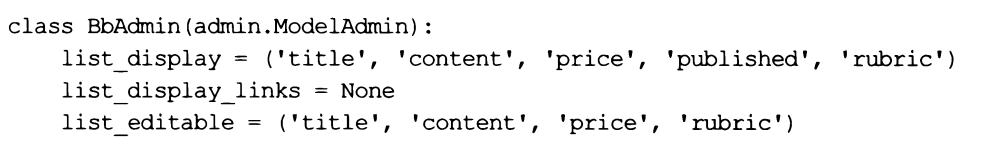 class BbAdmin(admin.ModelAdmin):
    list_display = ('title', 'content', 'price', 'published', 'rubric')
    list_display_links = None
    list_editable = ('title', 'content', 'price', 'rubric')